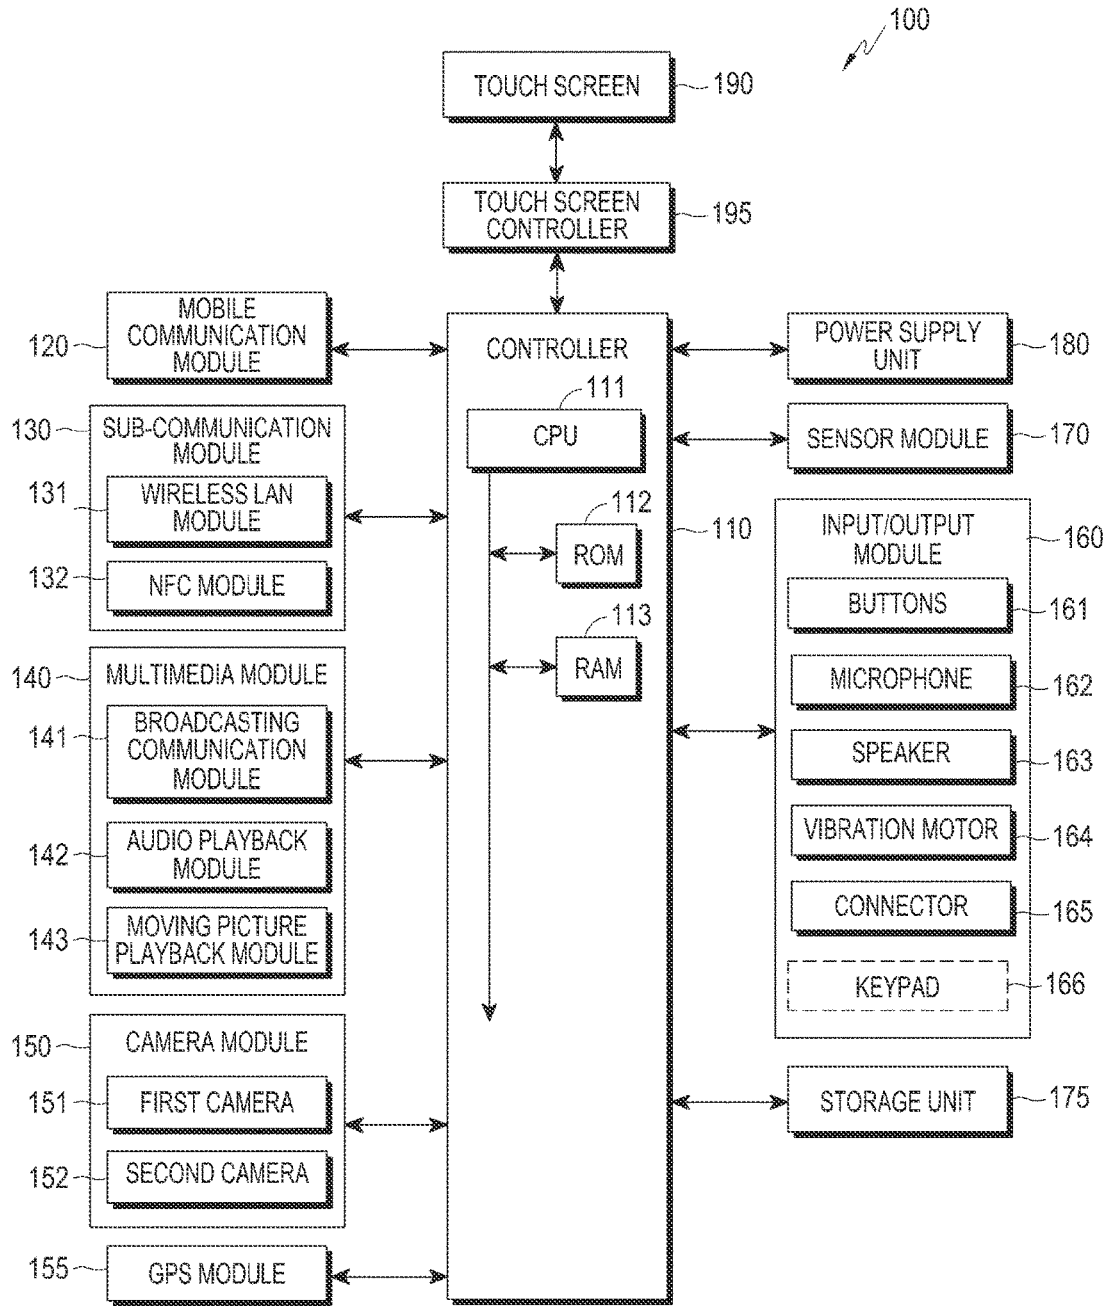 100
TOUCH SCREEN
190
TOUCH SCREEN
CONTROLLER
195
120
MOBILE
COMMUNICATION
MODULE
130
SUB-COMMUNICATION
MODULE
131
WIRELESS LAN
MODULE
132
NFC MODULE
140
MULTIMEDIA MODULE
141
BROADCASTING
COMMUNICATION
MODULE
142
AUDIO PLAYBACK
MODULE
143
MOVING PICTURE
PLAYBACK MODULE
150
CAMERA MODULE
151
FIRST CAMERA
152
SECOND CAMERA
155
GPS MODULE
CONTROLLER
111
CPU
112
ROM
110
113
RAM
POWER SUPPLY
UNIT
180
SENSOR MODULE
170
INPUT/OUTPUT
MODULE
160
BUTTONS
161
MICROPHONE
162
SPEAKER
163
VIBRATION MOTOR
164
CONNECTOR
165
KEYPAD
166
STORAGE UNIT
175